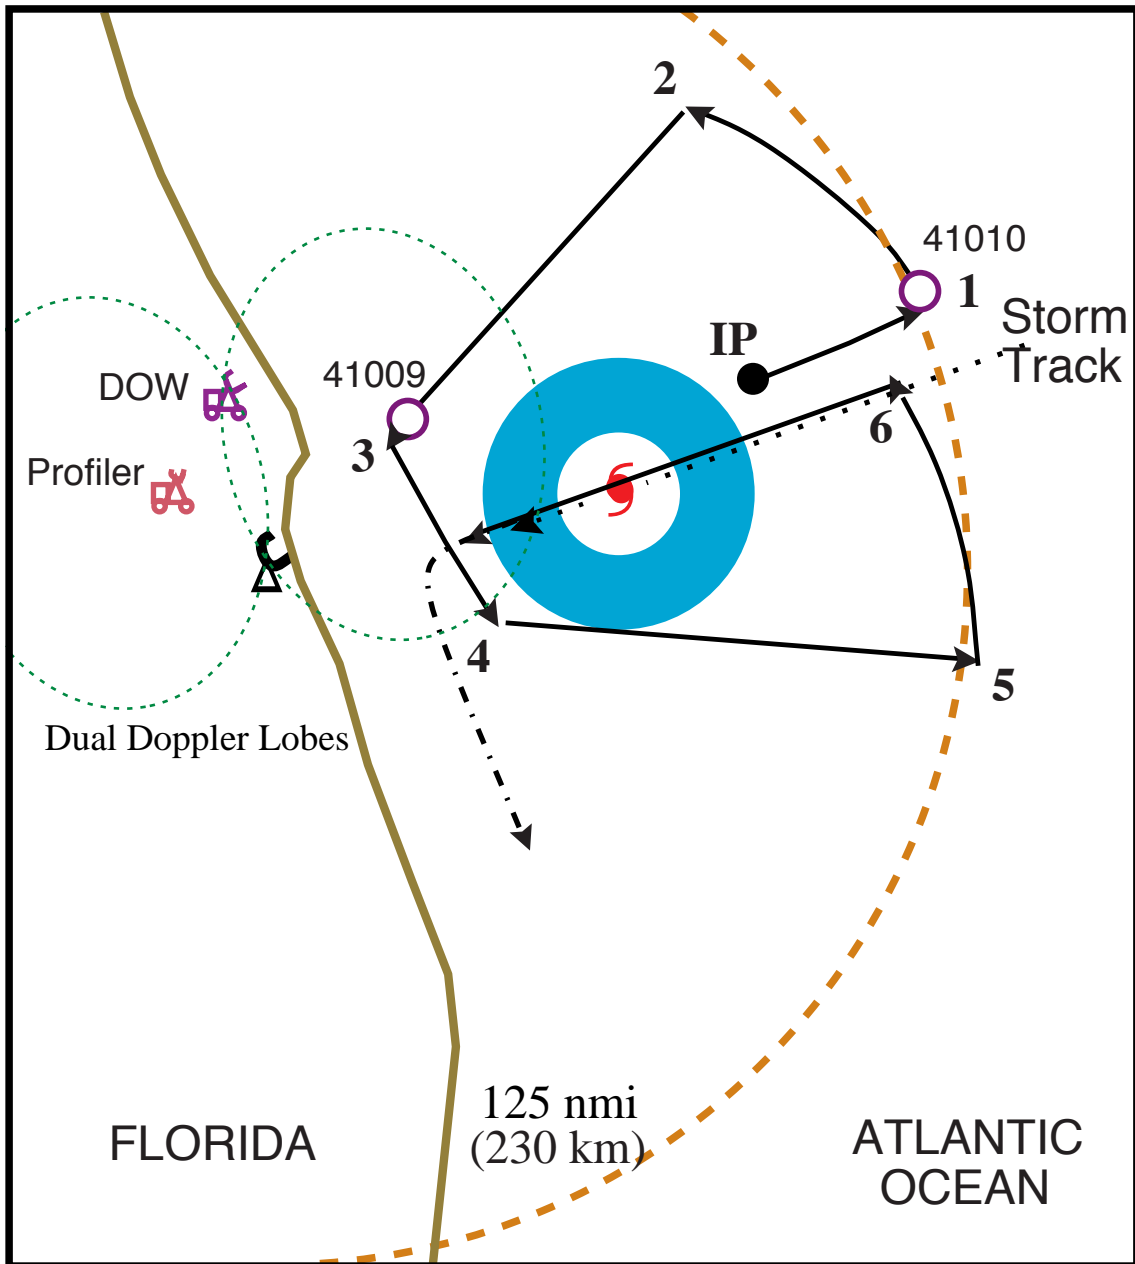 2
41010
1
Storm
Track
IP
41009
DOW
6
3
Profiler
4
5
Dual Doppler Lobes
125 nmi
(230 km)
FLORIDA
ATLANTIC
OCEAN